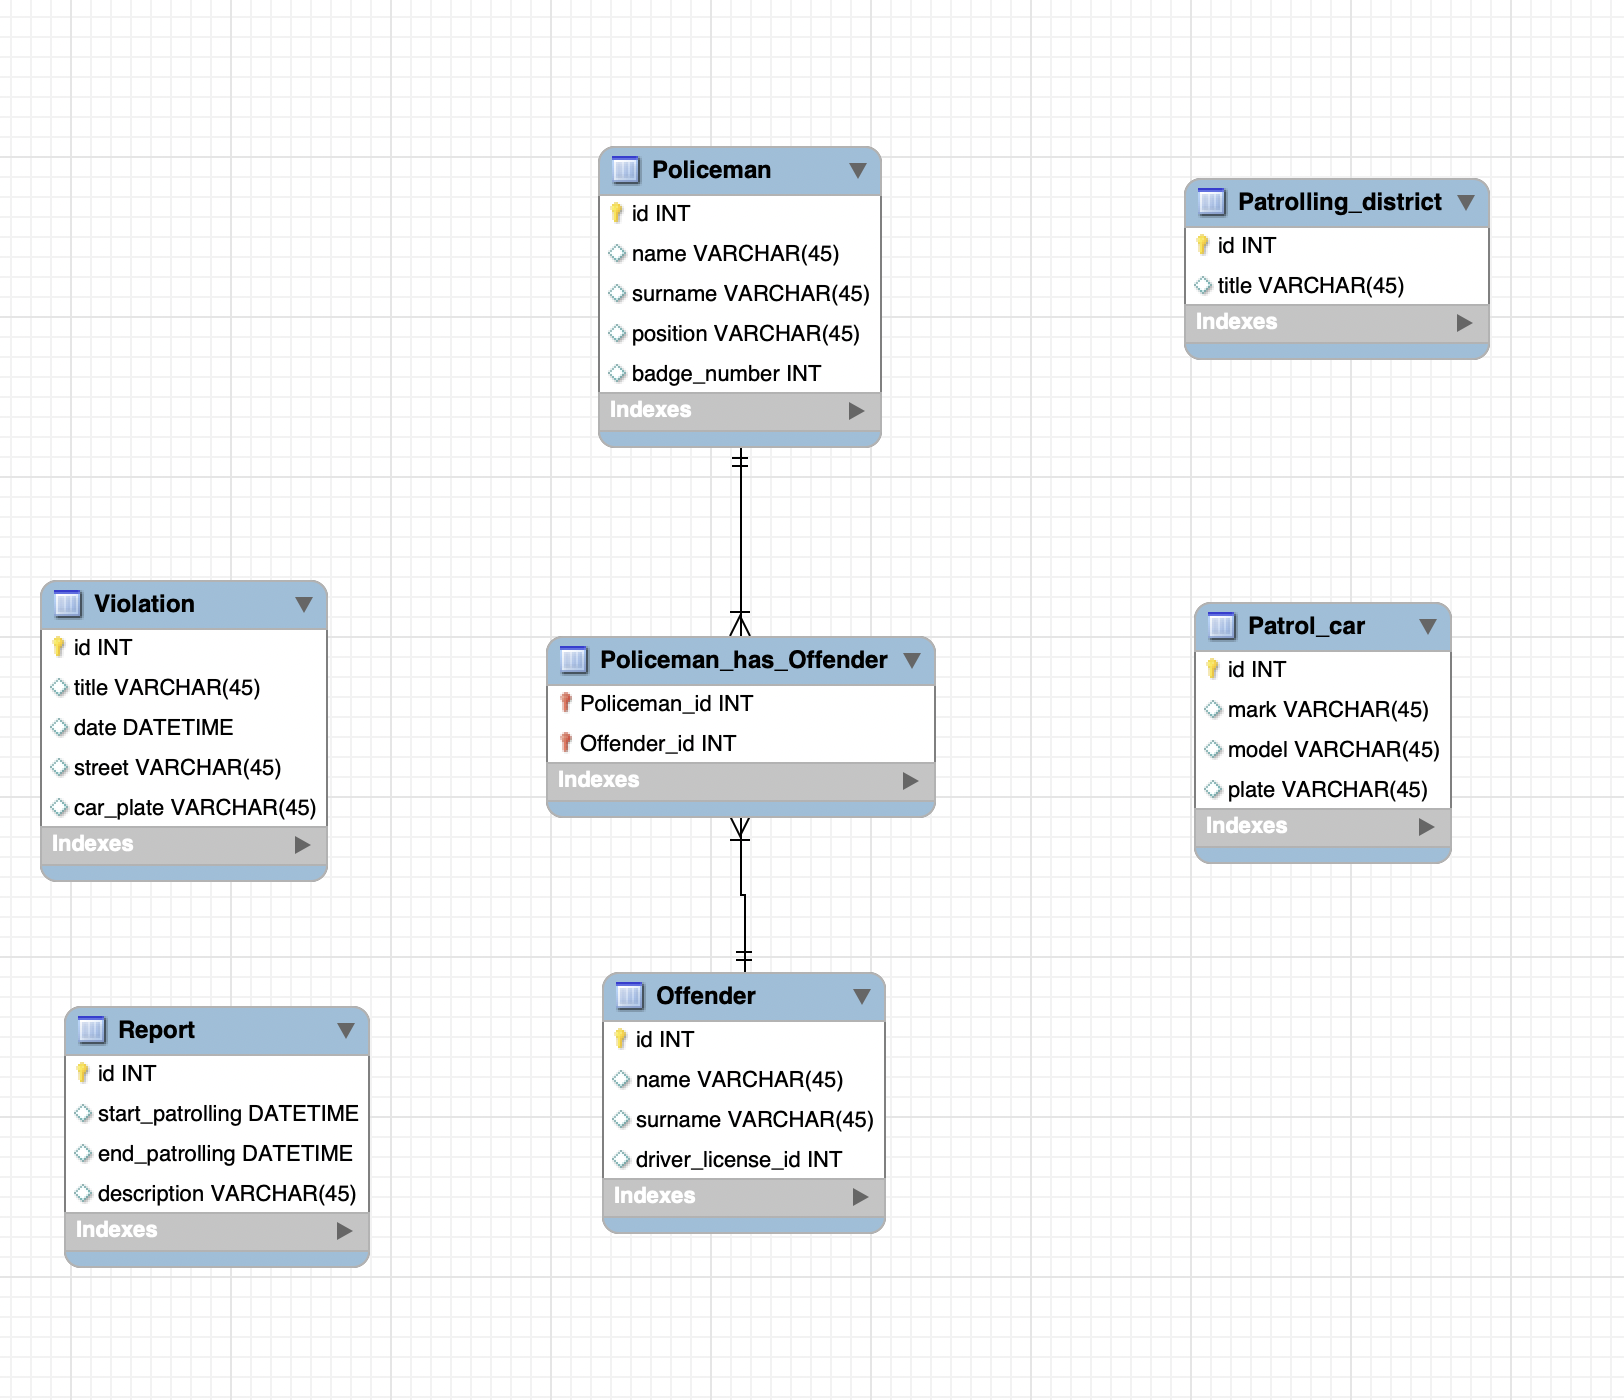 Policeman
id INT
name VARCHAR(45)
surname VARCHAR(45)
position VARCHAR(45)
badge_number INT
Indexes
Patrolling_district
id INT
title VARCHAR(45)
Indexes
Violation
id INT
title VARCHAR(45)
date DATETIME
street VARCHAR(45)
car_plate VARCHAR(45)
Indexes
Policeman_has_Offender
Policeman_id INT
Offender_id INT
Indexes
Patrol_car
id INT
mark VARCHAR(45)
model VARCHAR(45)
plate VARCHAR(45)
Indexes
Report
id INT
start_patrolling DATETIME
end_patrolling DATETIME
description VARCHAR(45)
Indexes
Offender
id INT
name VARCHAR(45)
surname VARCHAR(45)
driver_license_id INT
Indexes